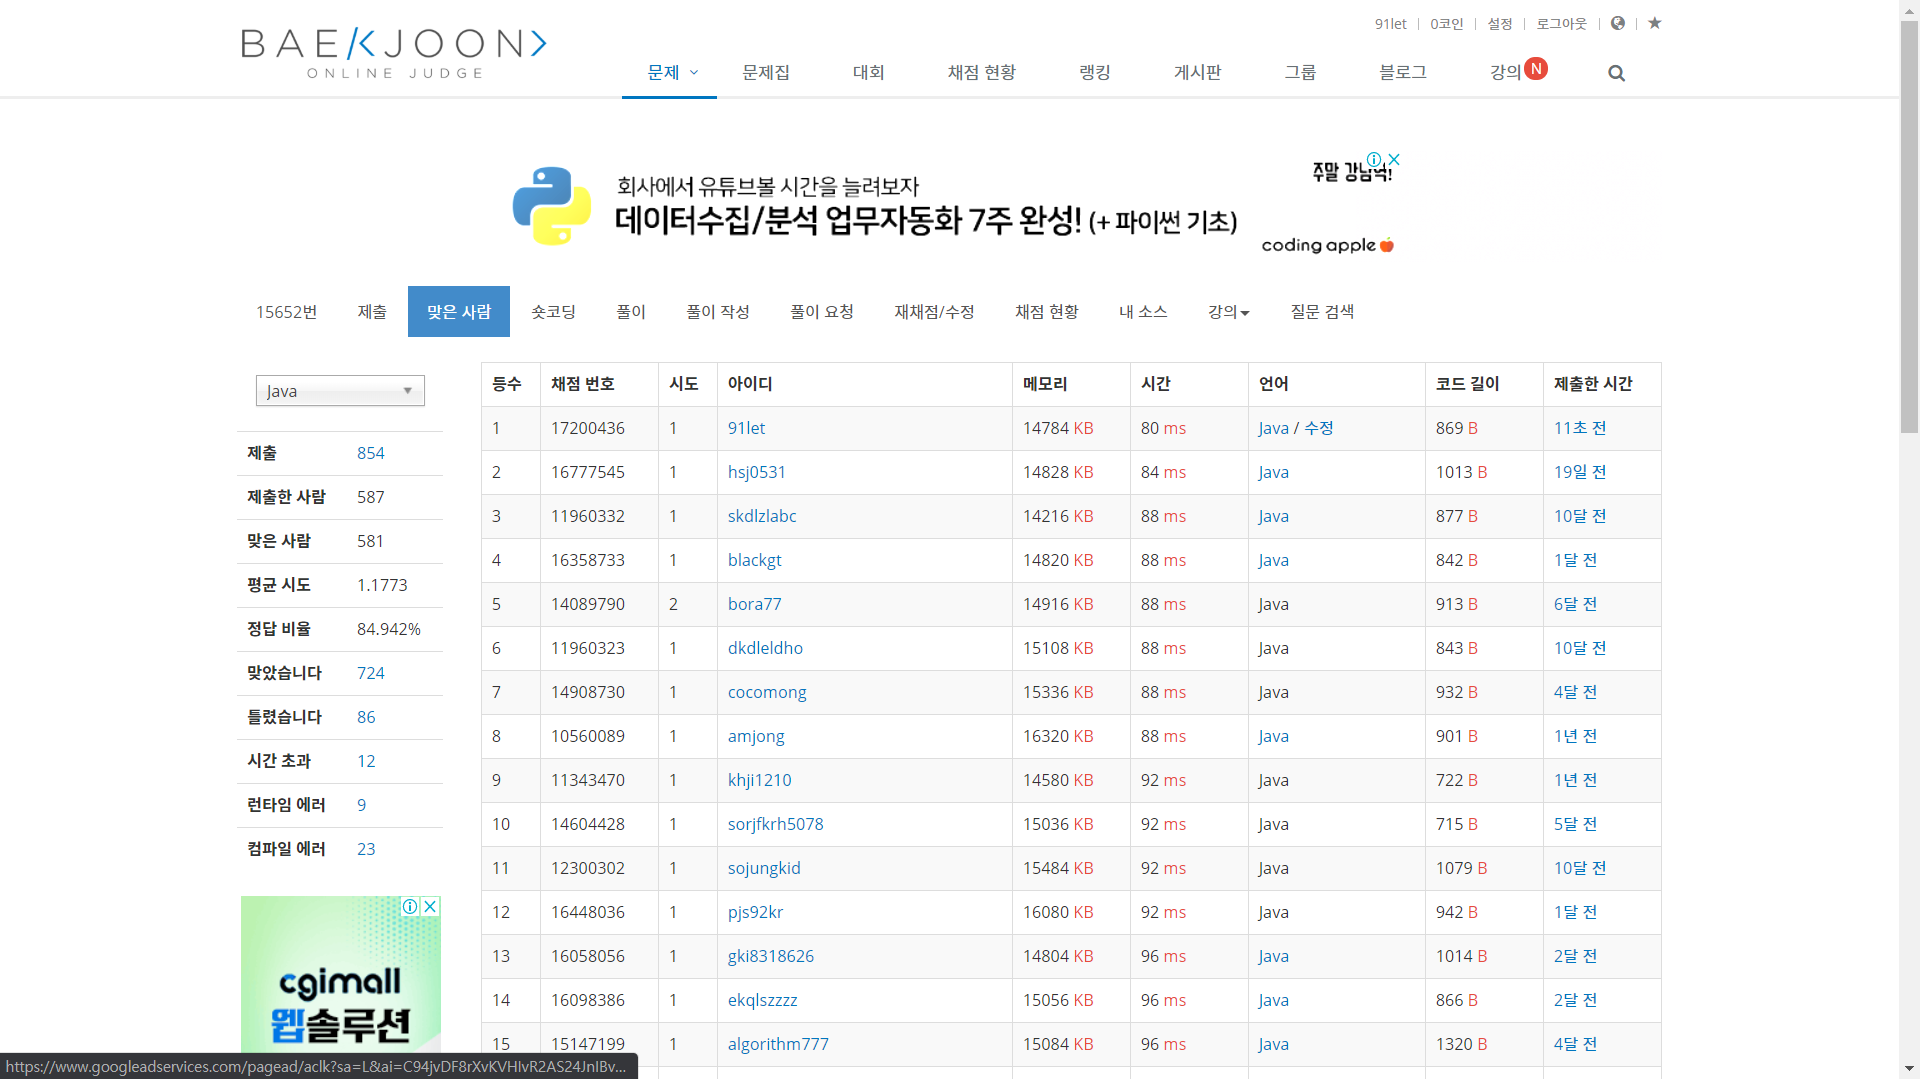 91let 0코인 설정 로그아웃
BAEKJOON>
ONLINE JUDGE
문제 문제집 대회 채점 현황 랭킹 게시판 그룹 블로그 강의 N
회사에서 유튜브볼 시간을 늘려보자
데이터수집/분석 업무자동화 7주 완성! (+ 파이썬 기초)
주말 강남역!
coding apple
15652번 제출 맞은 사람 숏코딩 풀이 풀이 작성 풀이 요청 재채점/수정 채점 현황 내 소스 강의 질문 검색
Java
제출 854
제출한 사람 587
맞은 사람 581
평균 시도 1.1773
정답 비율 84.942%
맞았습니다 724
틀렸습니다 86
시간 초과 12
런타임 에러 9
컴파일 에러 23
cgimall
웹솔루션
등수 채점 번호 시도 아이디 메모리 시간 언어 코드 길이 제출한 시간
1 17200436 1 91let 14784 KB 80 ms Java / 수정 869 B 11초 전
2 16777545 1 hsj0531 14828 KB 84 ms Java 1013 B 19일 전
3 11960332 1 skdlzlabc 14216 KB 88 ms Java 877 B 10달 전
4 16358733 1 blackgt 14820 KB 88 ms Java 842 B 1달 전
5 14089790 2 bora77 14916 KB 88 ms Java 913 B 6달 전
6 11960323 1 dkdleldho 15108 KB 88 ms Java 843 B 10달 전
7 14908730 1 cocomong 15336 KB 88 ms Java 932 B 4달 전
8 10560089 1 amjong 16320 KB 88 ms Java 901 B 1년 전
9 11343470 1 khji1210 14580 KB 92 ms Java 722 B 1년 전
10 14604428 1 sorjfkrh5078 15036 KB 92 ms Java 715 B 5달 전
11 12300302 1 sojungkid 15484 KB 92 ms Java 1079 B 10달 전
12 16448036 1 pjs92kr 16080 KB 92 ms Java 942 B 1달 전
13 16058056 1 gki8318626 14804 KB 96 ms Java 1014 B 2달 전
14 16098386 1 ekqlszzzz 15056 KB 96 ms Java 866 B 2달 전
15 15147199 1 algorithm777 15084 KB 96 ms Java 1320 B 4달 전
https://www.googleadservices.com/pagead/aclk?sa=L&ai=C94jvDF8rXvKVHlvR2AS24JnIBv...